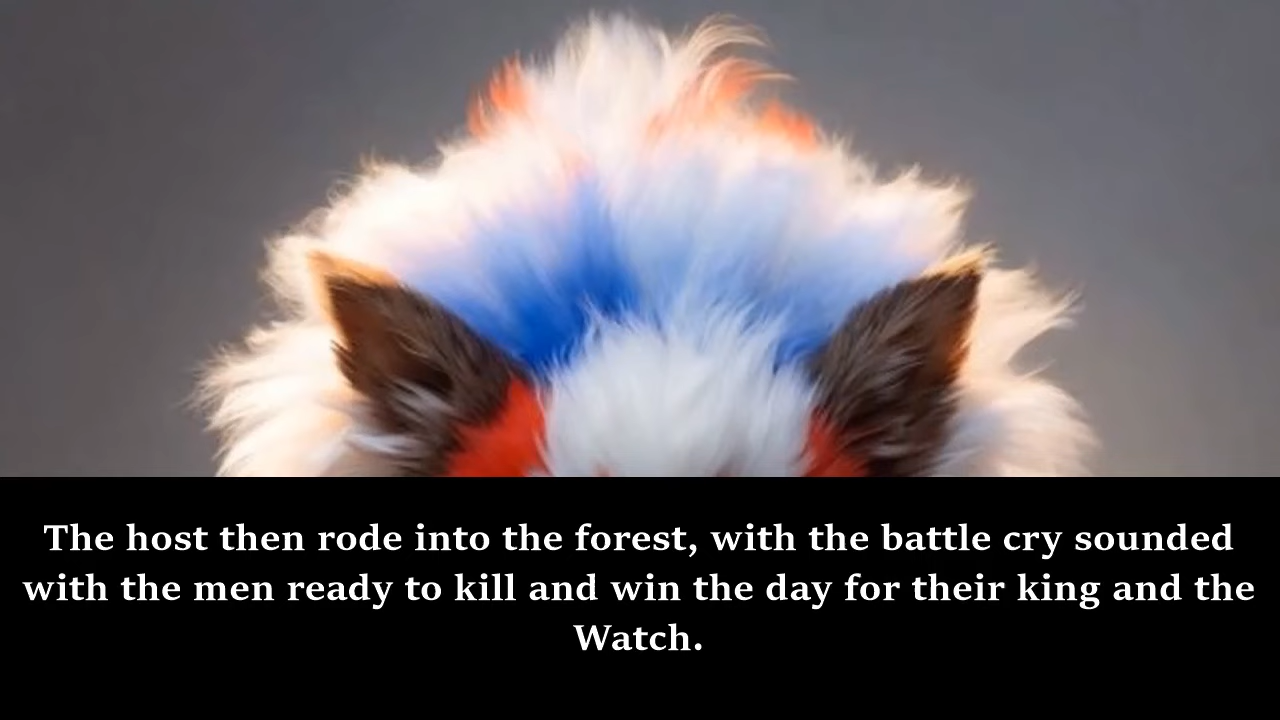 The host then rode into the forest, with the battle cry sounded
with the men ready to kill and win the day for their king and the
Watch.